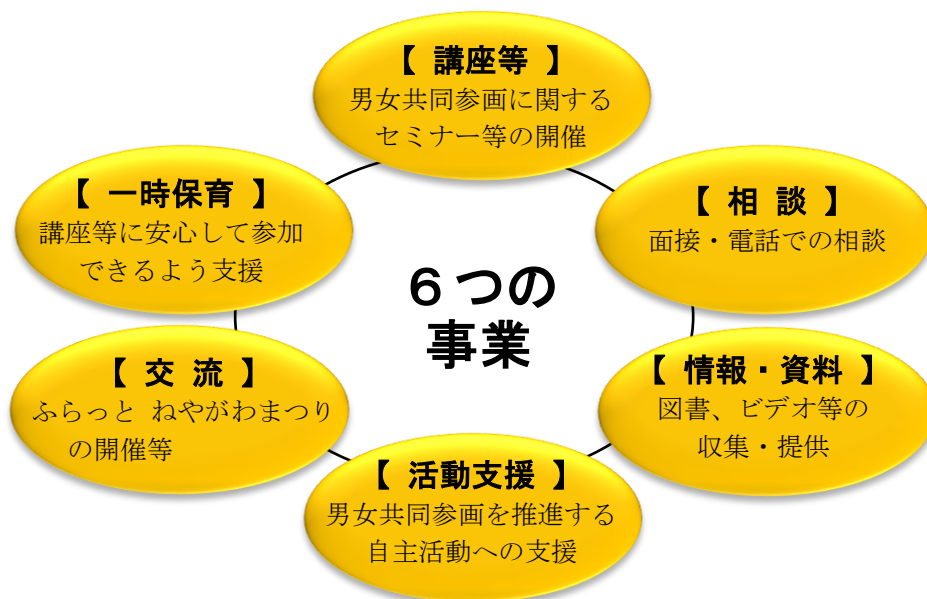 【 講座等 】
男女共同参画に関する
セミナー等の開催
【 相 談 】
面接・電話での相談
【 情報・資料 】
図書、ビデオ等の
収集・提供
【 活動支援 】
男女共同参画を推進する
自主活動への支援
【 交 流 】
ふらっと ねやがわまつり
の開催等
【 一時保育 】
講座等に安心して参加
できるよう支援
６つの
事業